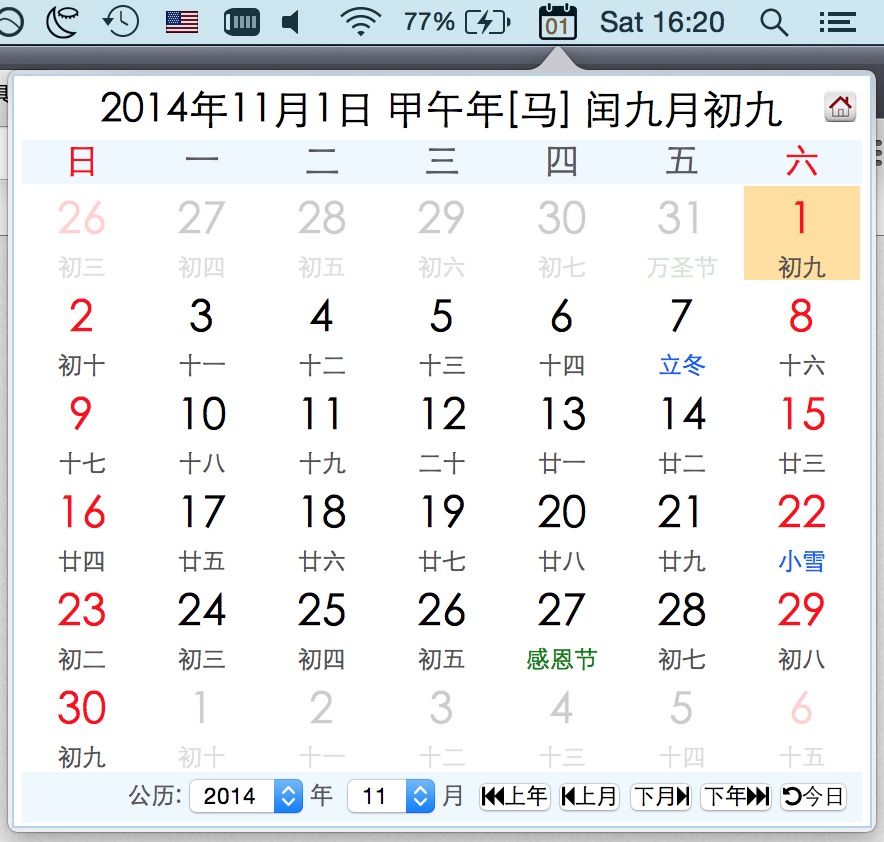 77% 01 Sat 16:20
2014年11月1日 甲午年[马] 闰九月初九
日 一 二 三 四 五 六
26 27 28 29 30 31 1
初三 初四 初五 初六 初七 万圣节 初九
2 3 4 5 6 7 8
初十 十一 十二 十三 十四 立冬 十六
9 10 11 12 13 14 15
十七 十八 十九 二十 廿一 廿二 廿三
16 17 18 19 20 21 22
廿四 廿五 廿六 廿七 廿八 廿九 小雪
23 24 25 26 27 28 29
初二 初三 初四 初五 感恩节 初七 初八
30 1 2 3 4 5 6
初九 初十 十一 十二 十三 十四 十五
公历: 2014 年 11 月 上年 上月 下月 下年 今日